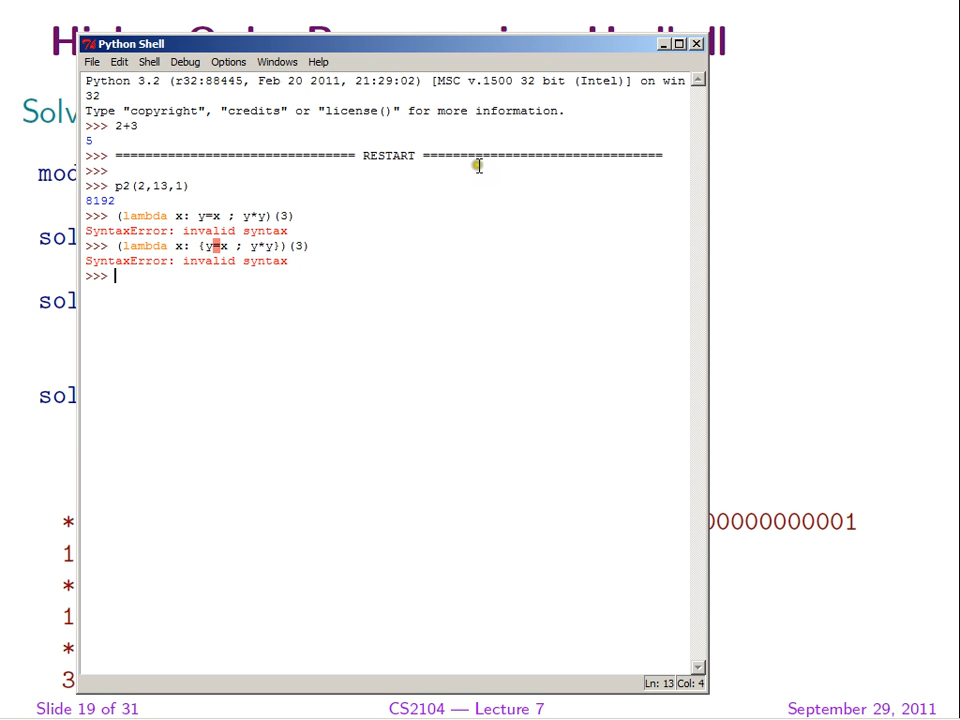 Python Shell
File Edit Shell Debug Options Windows Help
Python 3.2 (r32:88445, Feb 20 2011, 21:29:02) [MSC v.1500 32 bit (Intel)] on win
32
Type "copyright", "credits" or "license()" for more information.
>>> 2+3
5
>>> ================================ RESTART ================================
>>>
>>> p2(2,13,1)
8192
>>> (lambda x: y=x ; y*y)(3)
SyntaxError: invalid syntax
>>> (lambda x: {y=x ; y*y})(3)
SyntaxError: invalid syntax
>>>
Ln: 13 Col: 4
Solv
mod
sol
sol
sol
* 00000000001
1
*
1
*
3
Slide 19 of 31 CS2104 — Lecture 7 September 29, 2011